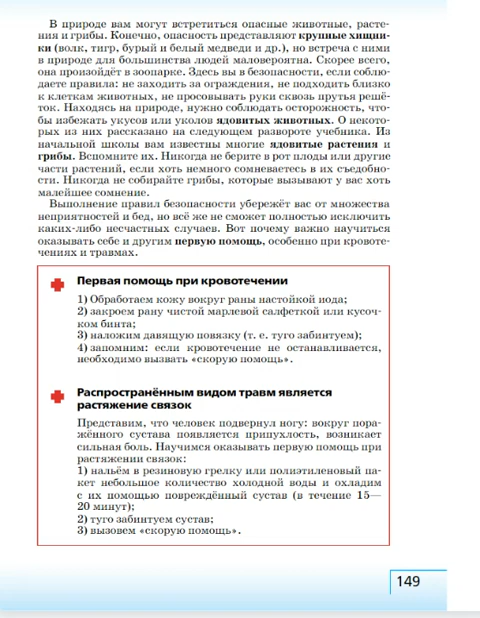 В природе вам могут встретиться опасные животные, расте-
ния и грибы. Конечно, опасность представляют крупные хищни-
ки (волк, тигр, бурый и белый медведи и др.), но встреча с ними
в природе для большинства людей маловероятна. Скорее всего,
она произойдёт в зоопарке. Здесь вы в безопасности, если соблю-
даете правила: не заходить за ограждения, не подходить близко
к клеткам животных, не просовывать руки сквозь прутья решё-
ток. Находясь на природе, нужно соблюдать осторожность, что-
бы избежать укусов или уколов ядовитых животных. О некото-
рых из них рассказано на следующем развороте учебника. Из
начальной школы вам известны многие ядовитые растения и
грибы. Вспомните их. Никогда не берите в рот плоды или другие
части растений, если хоть немного сомневаетесь в их съедобно-
сти. Никогда не собирайте грибы, которые вызывают у вас хоть
малейшее сомнение.
Выполнение правил безопасности убережёт вас от множества
неприятностей и бед, но всё же не сможет полностью исключить
каких-либо несчастных случаев. Вот почему важно научиться
оказывать себе и другим первую помощь, особенно при кровоте-
чениях и травмах.
Первая помощь при кровотечении
1) Обработаем кожу вокруг раны настойкой иода;
2) закроем рану чистой марлевой салфеткой или кусоч-
ком бинта;
3) наложим давящую повязку (т. е. туго забинтуем);
4) запомним: если кровотечение не останавливается,
необходимо вызвать «скорую помощь».
Распространённым видом травм является
растяжение связок
Представим, что человек подвернул ногу: вокруг пора-
жённого сустава появляется припухлость, возникает
сильная боль. Научимся оказывать первую помощь при
растяжении связок:
1) нальём в резиновую грелку или полиэтиленовый па-
кет небольшое количество холодной воды и охладим
с их помощью повреждённый сустав (в течение 15—
20 минут);
2) туго забинтуем сустав;
3) вызовем «скорую помощь».
149